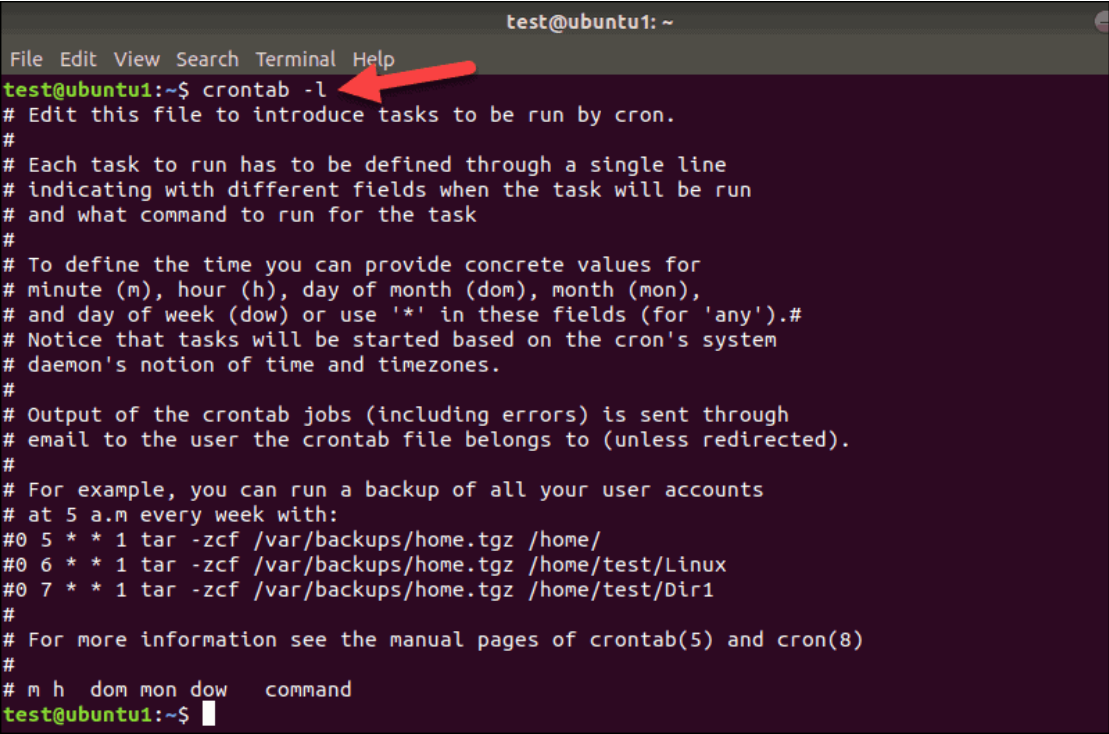 test@ubuntu1: ~
File Edit View Search Terminal Help
test@ubuntu1:~$ crontab -l
# Edit this file to introduce tasks to be run by cron.
#
# Each task to run has to be defined through a single line
# indicating with different fields when the task will be run
# and what command to run for the task
#
# To define the time you can provide concrete values for
# minute (m), hour (h), day of month (dom), month (mon),
# and day of week (dow) or use '*' in these fields (for 'any').#
# Notice that tasks will be started based on the cron's system
# daemon's notion of time and timezones.
#
# Output of the crontab jobs (including errors) is sent through
# email to the user the crontab file belongs to (unless redirected).
#
# For example, you can run a backup of all your user accounts
# at 5 a.m every week with:
#0 5 * * 1 tar -zcf /var/backups/home.tgz /home/
#0 6 * * 1 tar -zcf /var/backups/home.tgz /home/test/Linux
#0 7 * * 1 tar -zcf /var/backups/home.tgz /home/test/Dir1
#
# For more information see the manual pages of crontab(5) and cron(8)
#
# m h  dom mon dow   command
test@ubuntu1:~$